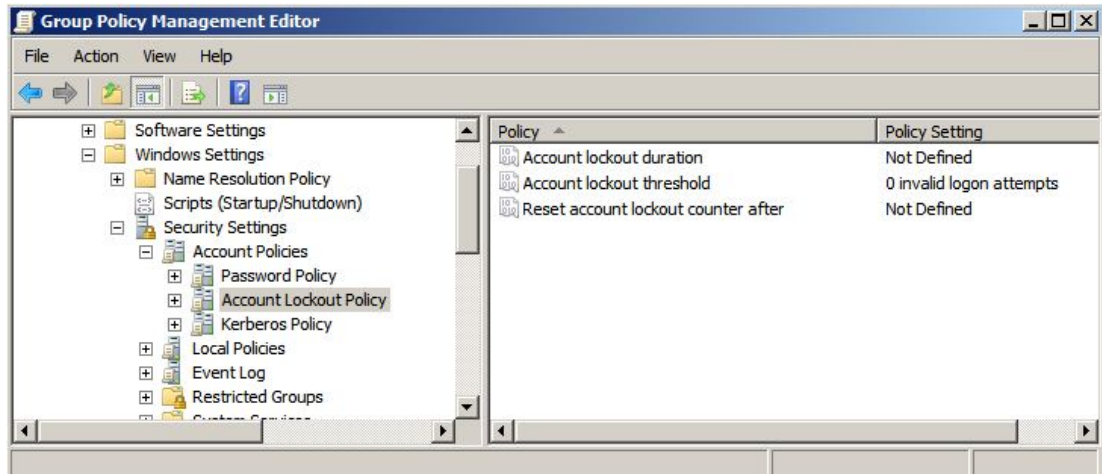 Group Policy Management Editor
File Action View Help
Software Settings
Windows Settings
Name Resolution Policy
Scripts (Startup/Shutdown)
Security Settings
Account Policies
Password Policy
Account Lockout Policy
Kerberos Policy
Local Policies
Event Log
Restricted Groups
System Services
Policy Policy Setting
Account lockout duration Not Defined
Account lockout threshold 0 invalid logon attempts
Reset account lockout counter after Not Defined